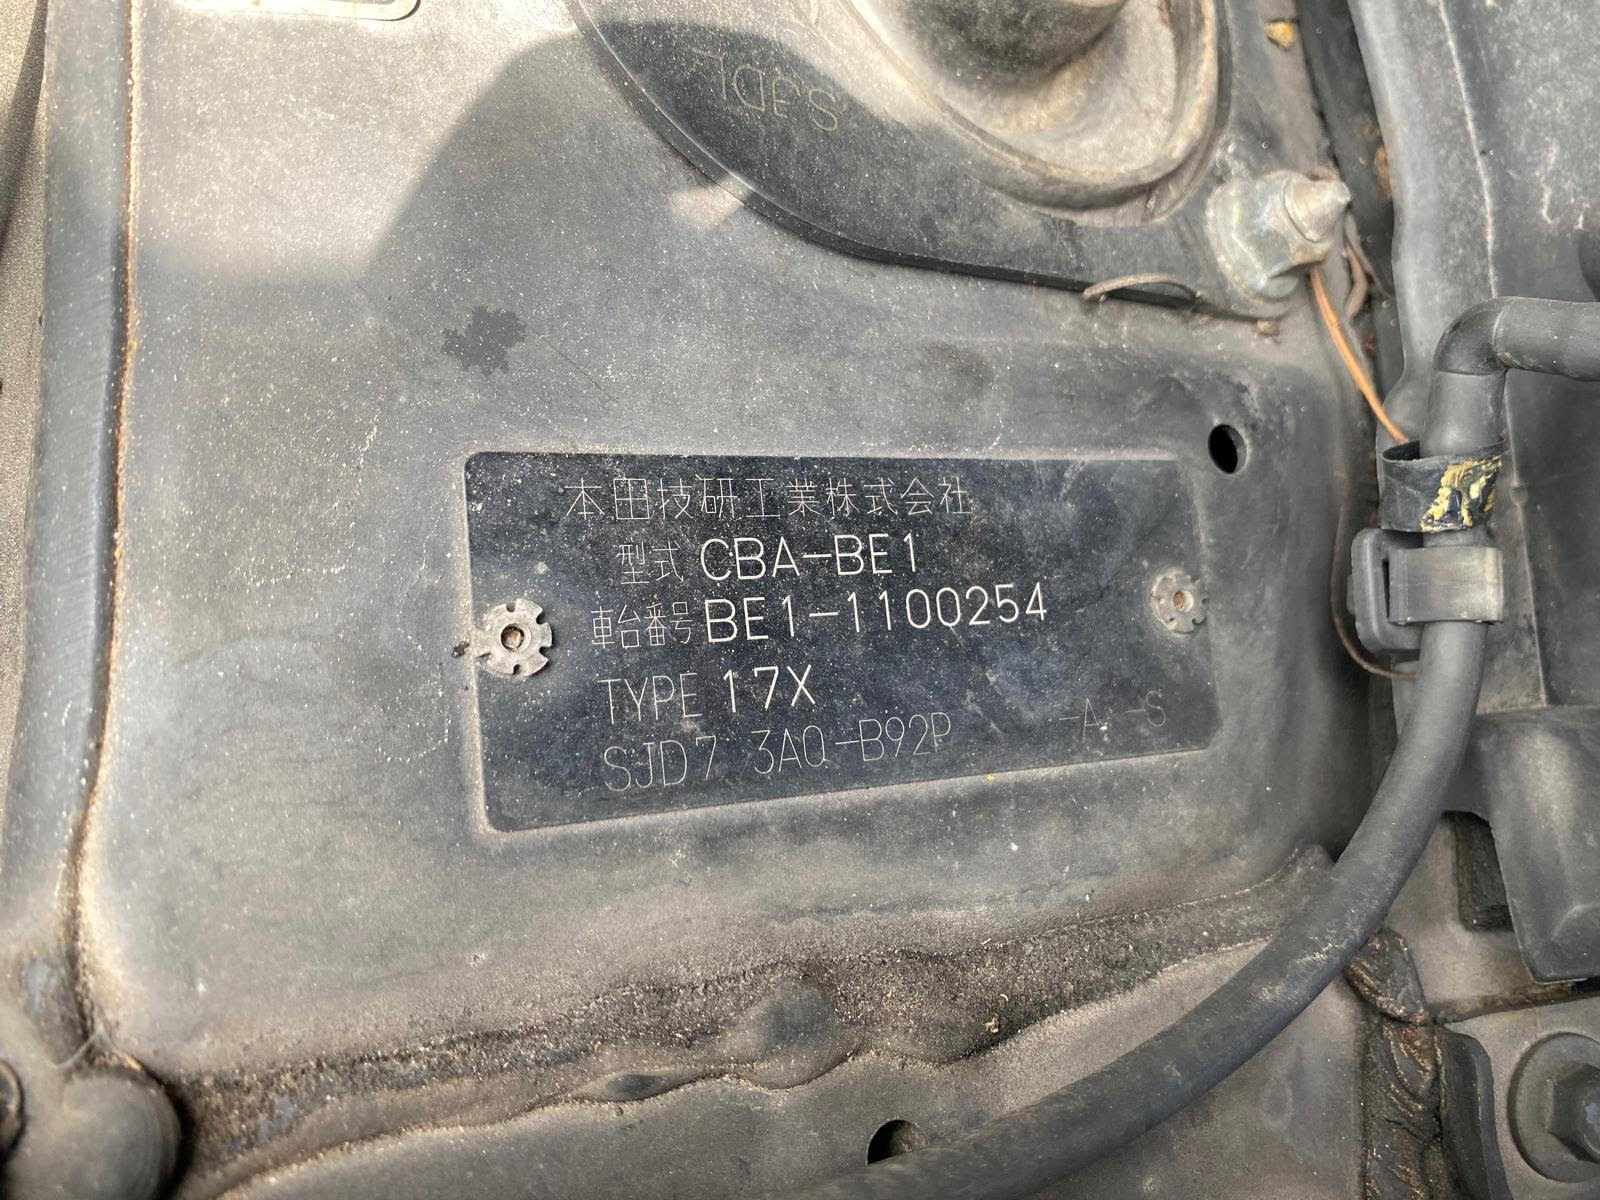 SJDL
本田技研工業株式会社
型式 CBA-BE1
車台番号 BE1-1100254
TYPE 17X
SJD7 3AQ-B92P -A -S